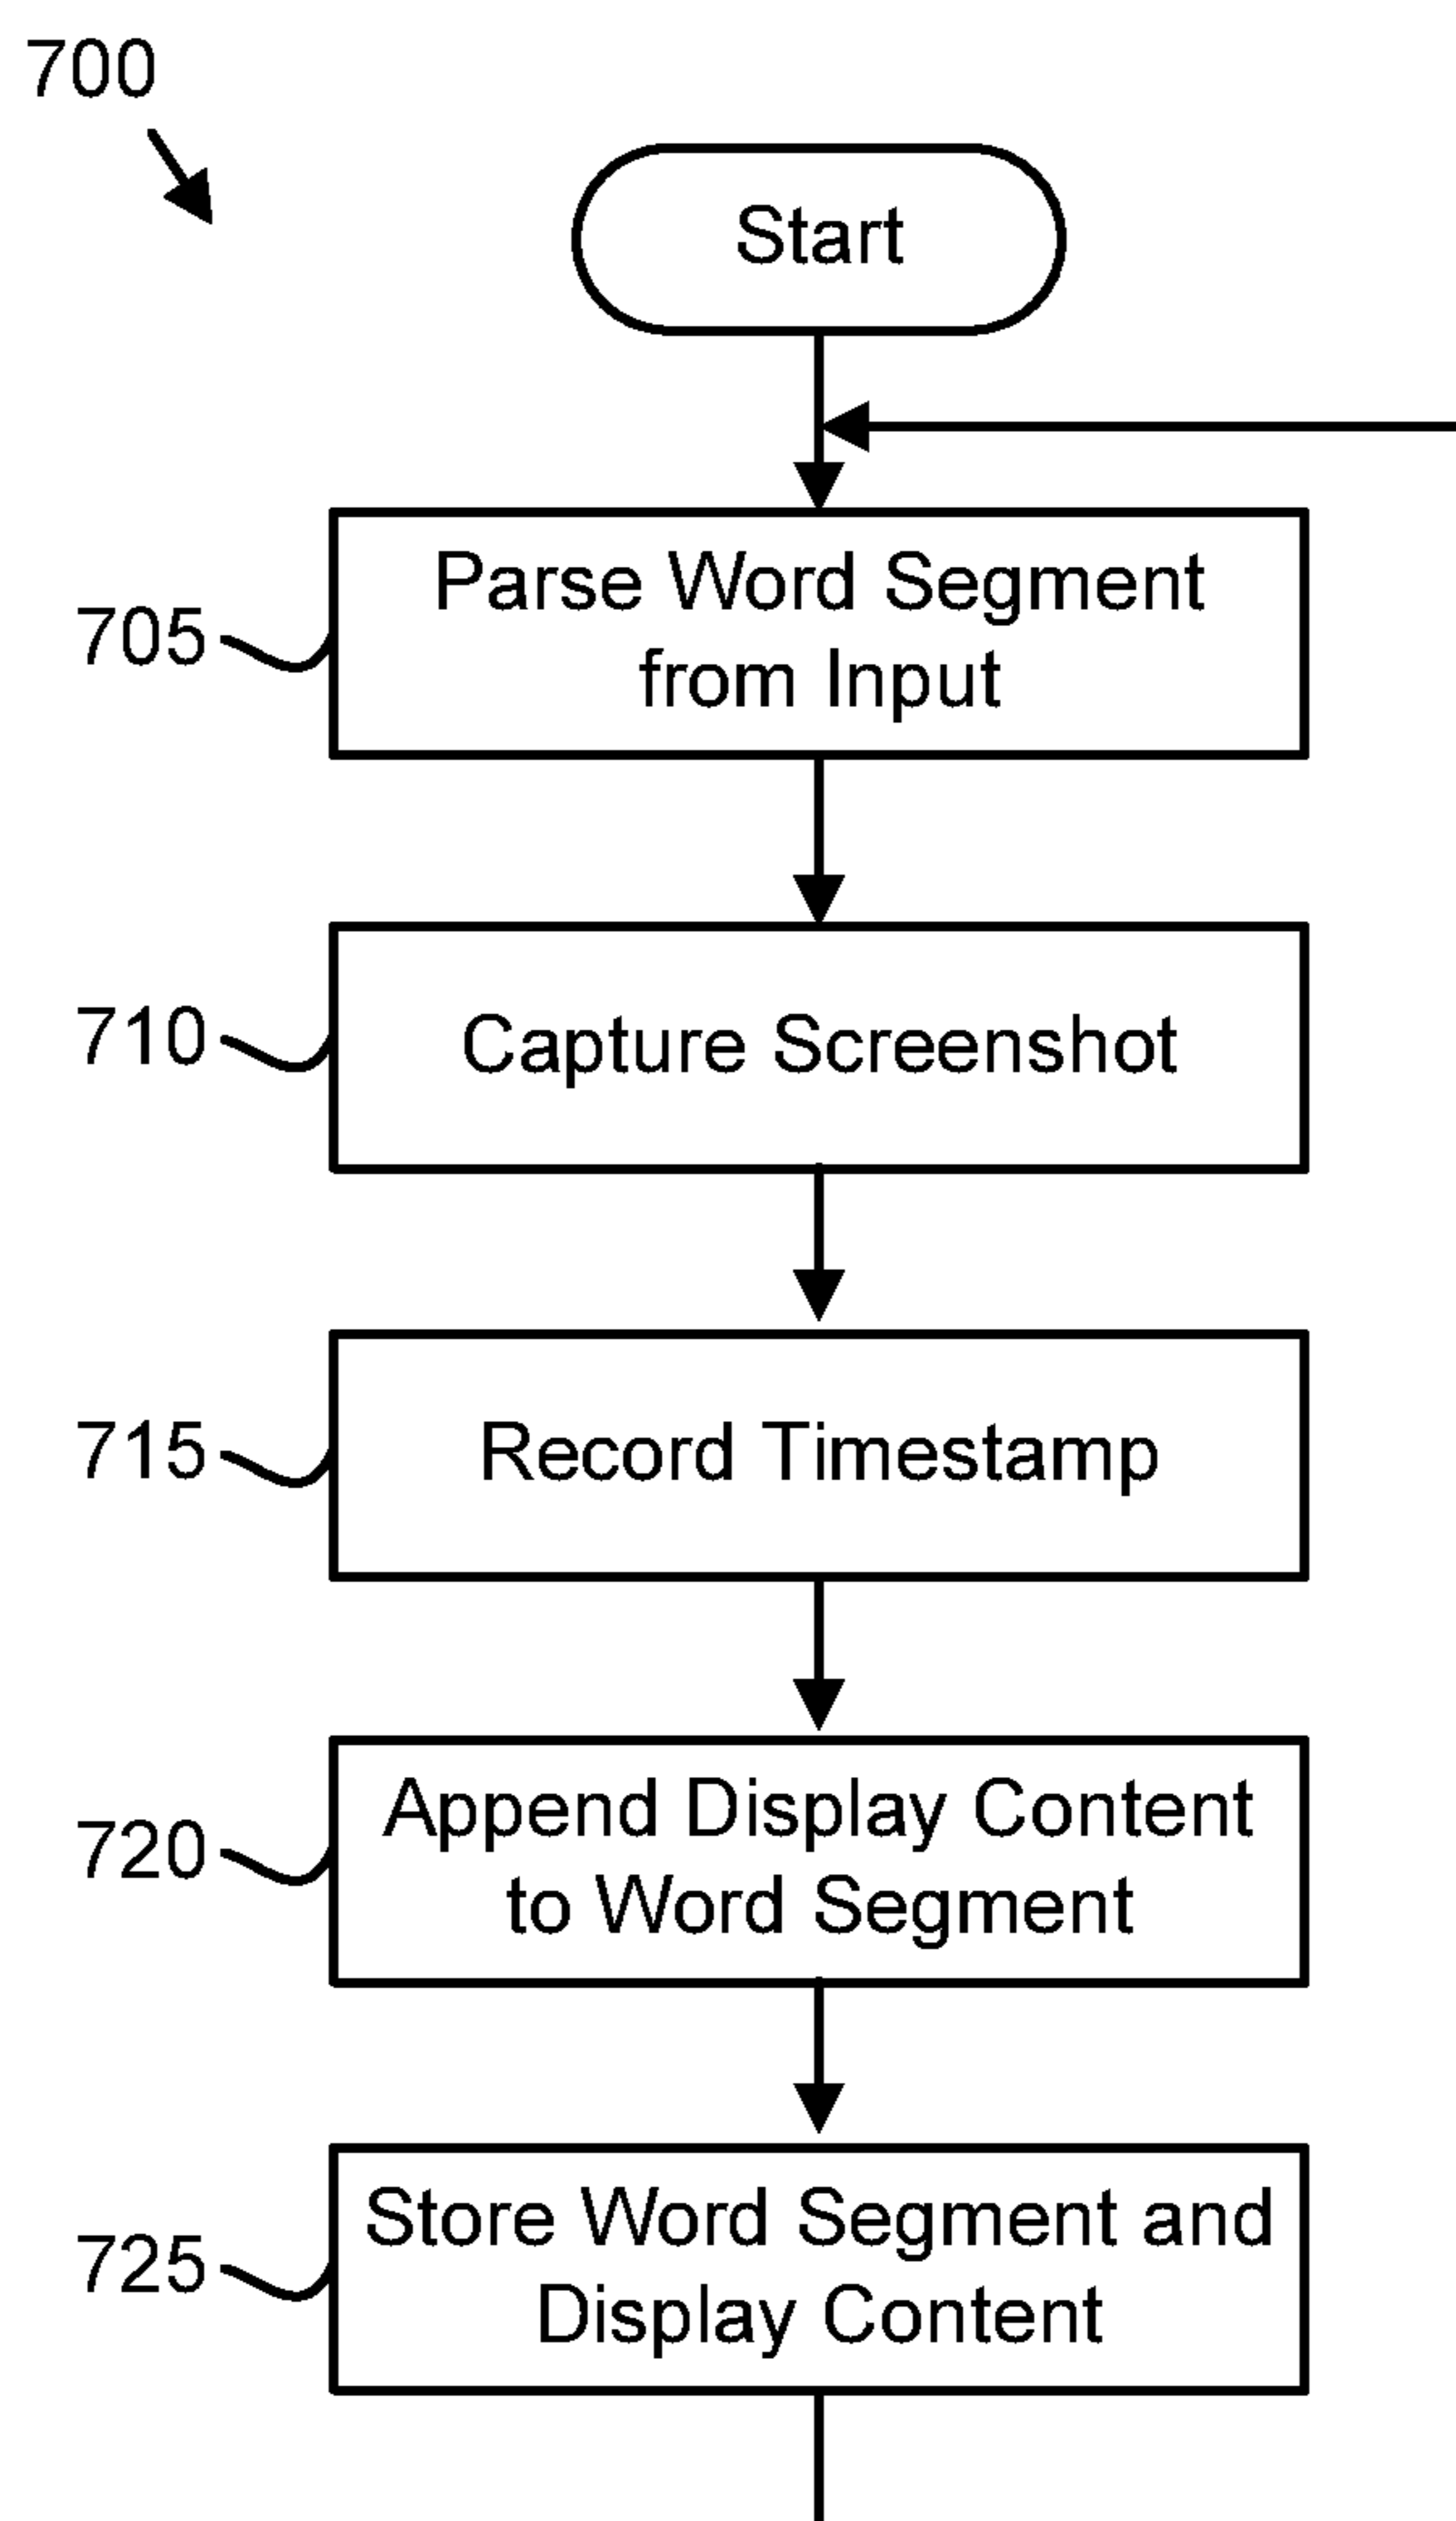 700
Start
705
Parse Word Segment
from Input
710
Capture Screenshot
715
Record Timestamp
720
Append Display Content
to Word Segment
725
Store Word Segment and
Display Content